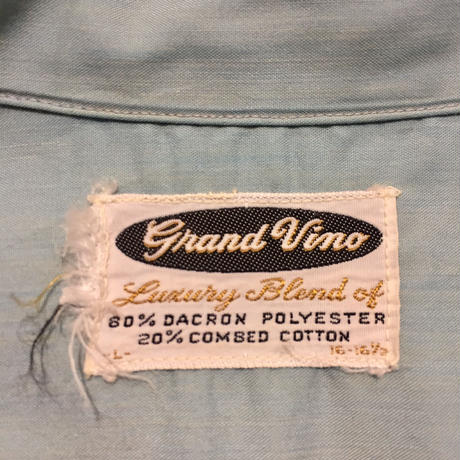 Grand Vino
Luxury Blend of
80% DACRON POLYESTER
20% COMBED COTTON
L- 16-16½